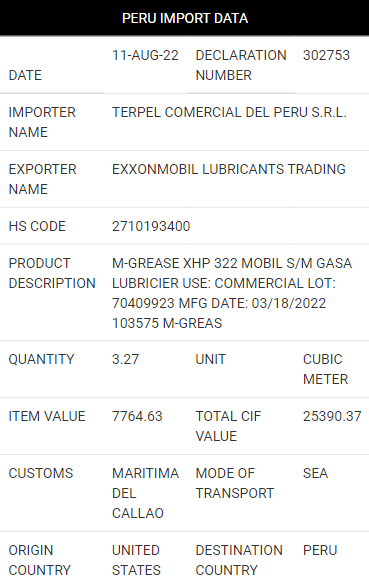 PERU IMPORT DATA
DATE 11-AUG-22 DECLARATION NUMBER 302753
IMPORTER NAME TERPEL COMERCIAL DEL PERU S.R.L.
EXPORTER NAME EXXONMOBIL LUBRICANTS TRADING
HS CODE 2710193400
PRODUCT DESCRIPTION M-GREASE XHP 322 MOBIL S/M GASA
LUBRICIER USE: COMMERCIAL LOT:
70409923 MFG DATE: 03/18/2022
103575 M-GREAS
QUANTITY 3.27 UNIT CUBIC METER
ITEM VALUE 7764.63 TOTAL CIF VALUE 25390.37
CUSTOMS MARITIMA DEL CALLAO MODE OF TRANSPORT SEA
ORIGIN COUNTRY UNITED STATES DESTINATION COUNTRY PERU